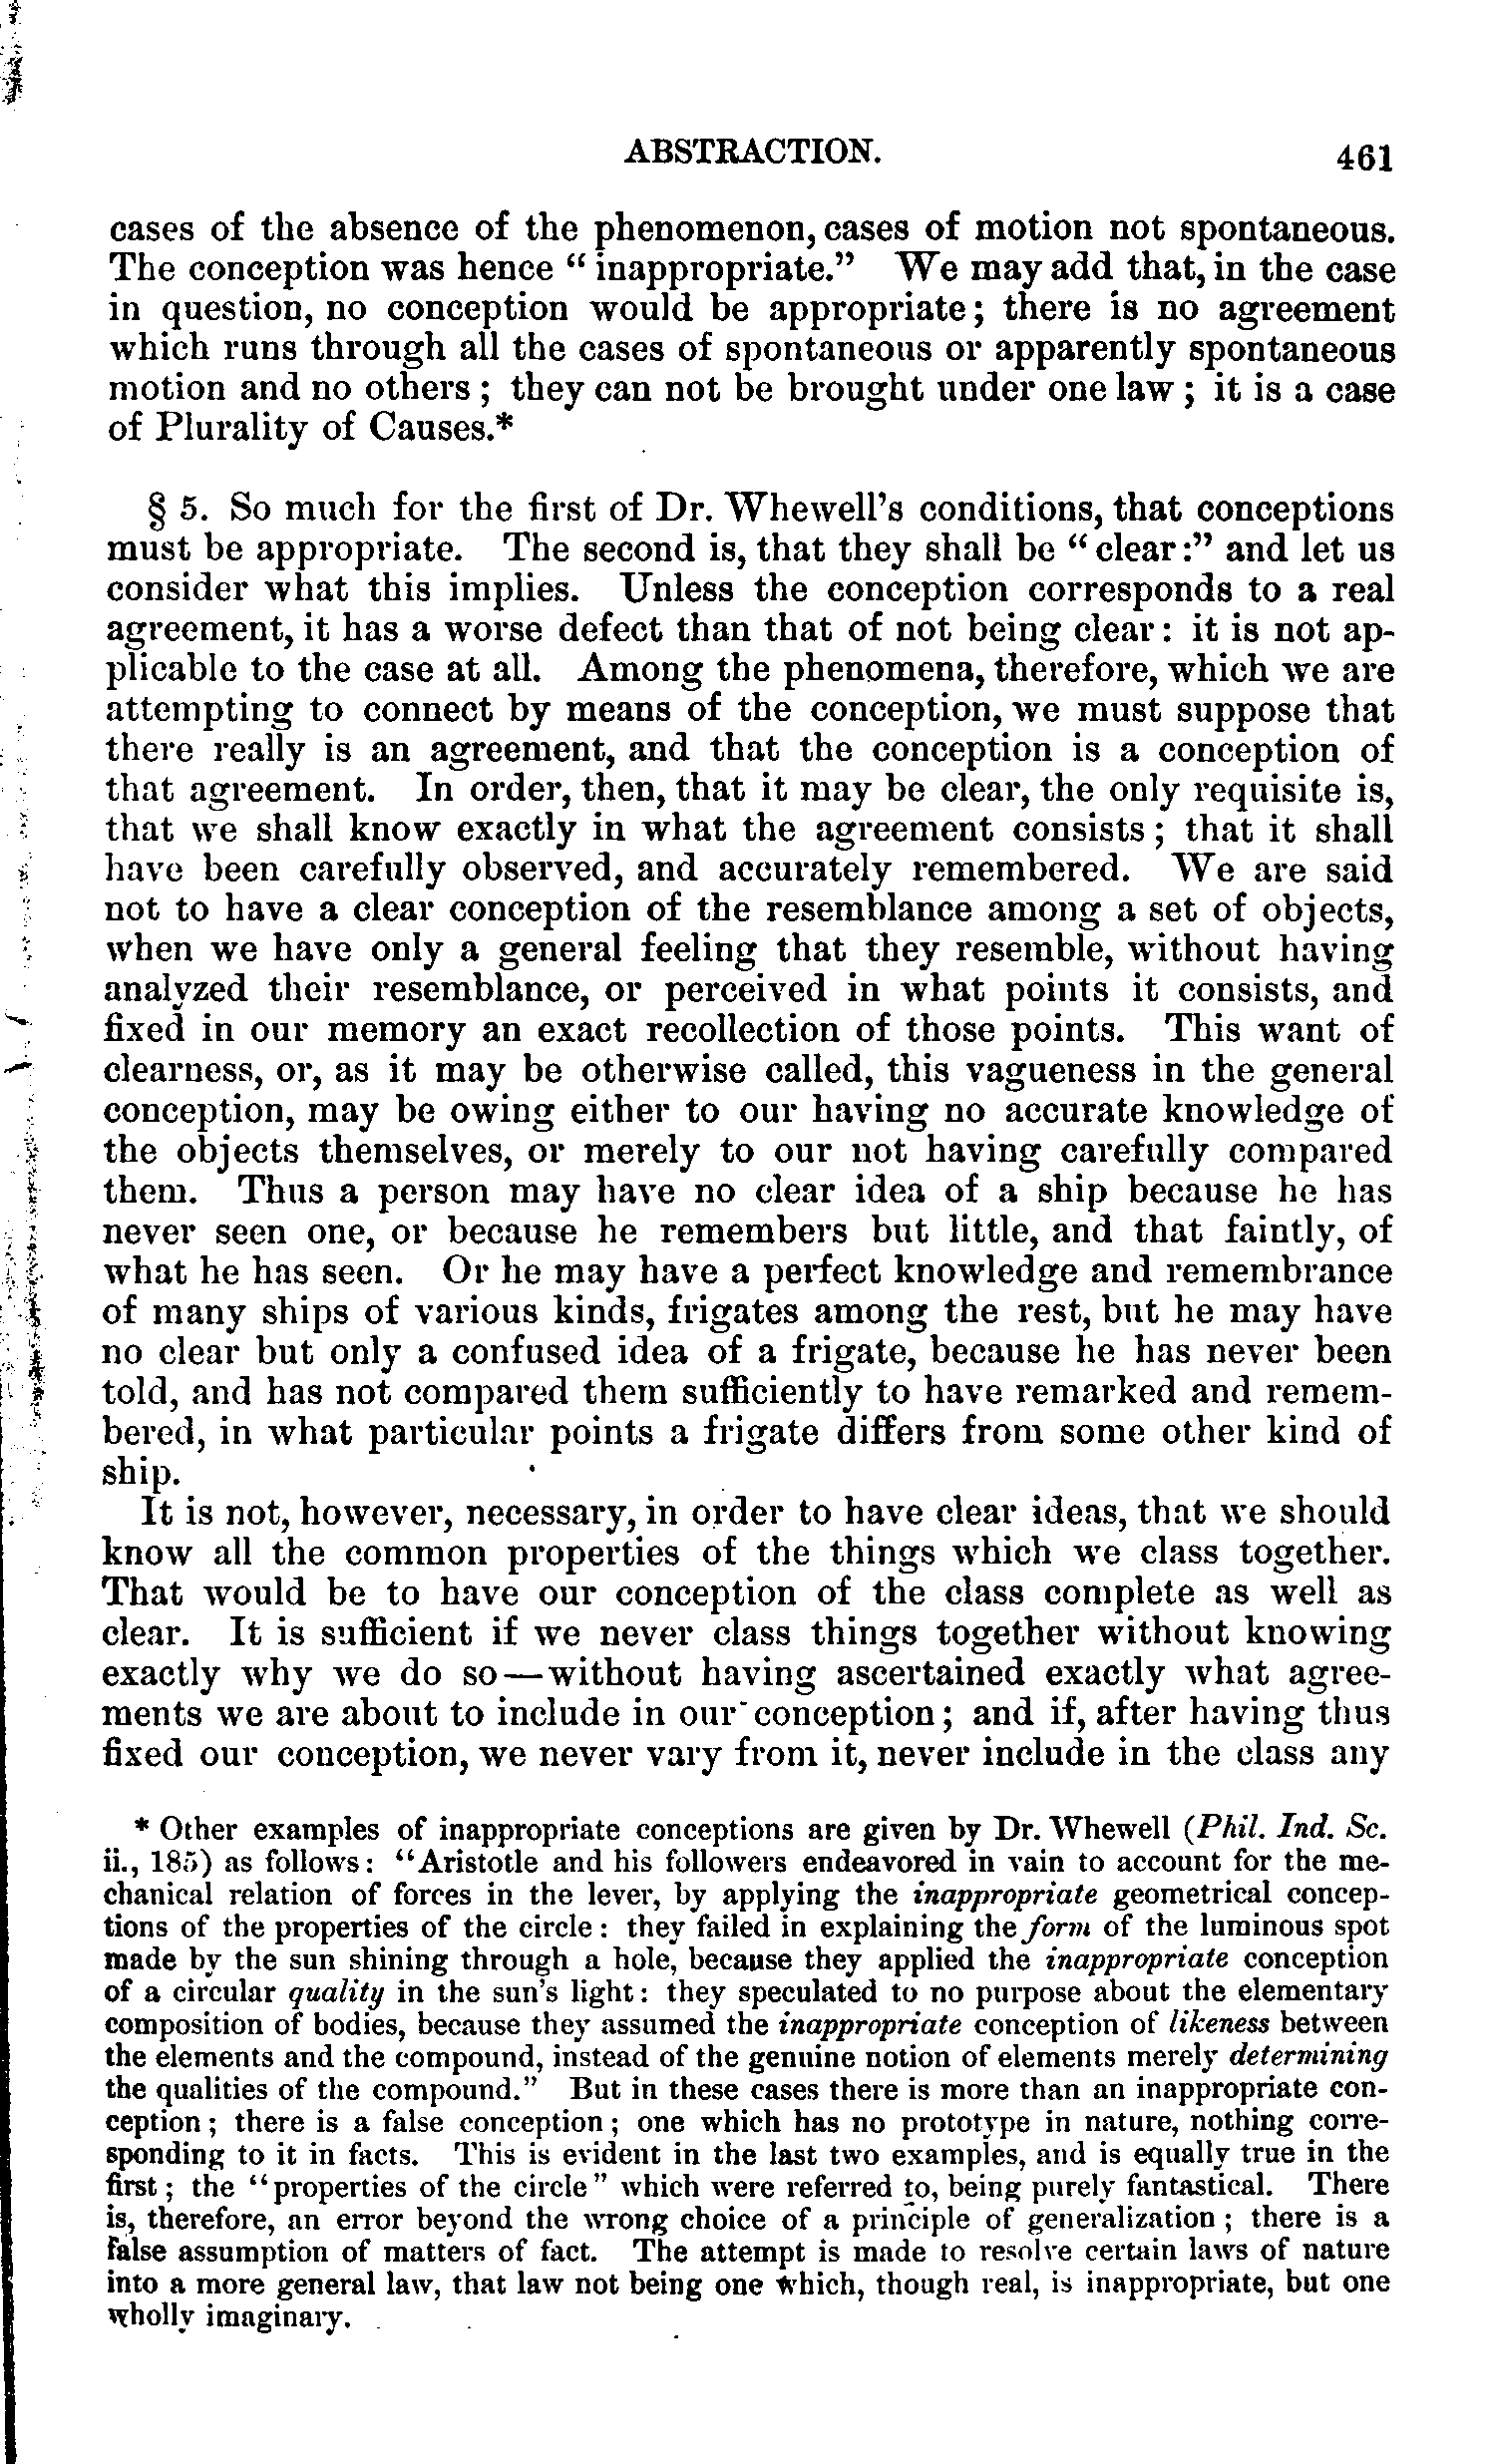 ABSTRACTION. 461
cases of the absence of the phenomenon, cases of motion not spontaneous.
The conception was hence “inappropriate.” We may add that, in the case
in question, no conception would be appropriate; there is no agreement
which runs through all the cases of spontaneous or apparently spontaneous
motion and no others; they can not be brought under one law; it is a case
of Plurality of Causes.*
§ 5. So much for the first of Dr. Whewell’s conditions, that conceptions
must be appropriate. The second is, that they shall be “clear:” and let us
consider what this implies. Unless the conception corresponds to a real
agreement, it has a worse defect than that of not being clear: it is not ap-
plicable to the case at all. Among the phenomena, therefore, which we are
attempting to connect by means of the conception, we must suppose that
there really is an agreement, and that the conception is a conception of
that agreement. In order, then, that it may be clear, the only requisite is,
that we shall know exactly in what the agreement consists; that it shall
have been carefully observed, and accurately remembered. We are said
not to have a clear conception of the resemblance among a set of objects,
when we have only a general feeling that they resemble, without having
analyzed their resemblance, or perceived in what points it consists, and
fixed in our memory an exact recollection of those points. This want of
clearness, or, as it may be otherwise called, this vagueness in the general
conception, may be owing either to our having no accurate knowledge of
the objects themselves, or merely to our not having carefully compared
them. Thus a person may have no clear idea of a ship because he has
never seen one, or because he remembers but little, and that faintly, of
what he has seen. Or he may have a perfect knowledge and remembrance
of many ships of various kinds, frigates among the rest, but he may have
no clear but only a confused idea of a frigate, because he has never been
told, and has not compared them sufficiently to have remarked and remem-
bered, in what particular points a frigate differs from some other kind of
ship.
It is not, however, necessary, in order to have clear ideas, that we should
know all the common properties of the things which we class together.
That would be to have our conception of the class complete as well as
clear. It is sufficient if we never class things together without knowing
exactly why we do so—without having ascertained exactly what agree-
ments we are about to include in our conception; and if, after having thus
fixed our conception, we never vary from it, never include in the class any
* Other examples of inappropriate conceptions are given by Dr. Whewell (Phil. Ind. Sc.
ii., 185) as follows: “Aristotle and his followers endeavored in vain to account for the me-
chanical relation of forces in the lever, by applying the inappropriate geometrical concep-
tions of the properties of the circle: they failed in explaining the form of the luminous spot
made by the sun shining through a hole, because they applied the inappropriate conception
of a circular quality in the sun’s light: they speculated to no purpose about the elementary
composition of bodies, because they assumed the inappropriate conception of likeness between
the elements and the compound, instead of the genuine notion of elements merely determining
the qualities of the compound.” But in these cases there is more than an inappropriate con-
ception; there is a false conception; one which has no prototype in nature, nothing corre-
sponding to it in facts. This is evident in the last two examples, and is equally true in the
first; the “properties of the circle” which were referred to, being purely fantastical. There
is, therefore, an error beyond the wrong choice of a principle of generalization; there is a
false assumption of matters of fact. The attempt is made to resolve certain laws of nature
into a more general law, that law not being one which, though real, is inappropriate, but one
wholly imaginary.